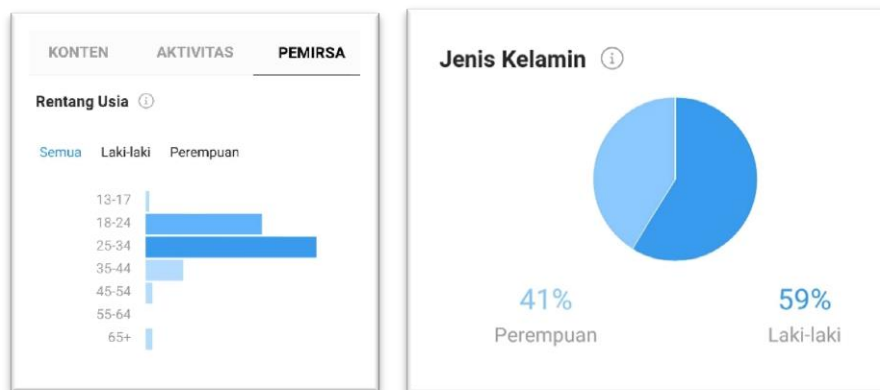 KONTEN AKTIVITAS PEMIRSA
Rentang Usia
Semua Laki-laki Perempuan
13-17
18-24
25-34
35-44
45-54
55-64
65+
Jenis Kelamin
41% 59%
Perempuan Laki-laki